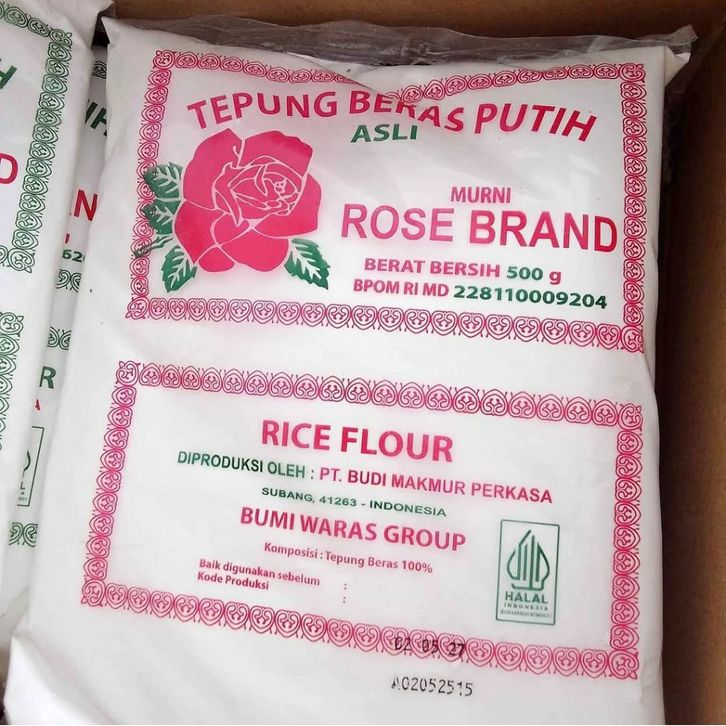 TEPUNG BERAS PUTIH
ASLI
MURNI
ROSE BRAND
BERAT BERSIH 500 g
BPOM RI MD 228110009204
RICE FLOUR
DIPRODUKSI OLEH : PT. BUDI MAKMUR PERKASA
SUBANG, 41263 - INDONESIA
BUMI WARAS GROUP
Komposisi : Tepung Beras 100%
Baik digunakan sebelum :
Kode Produksi :
HALAL
INDONESIA
02 05 27
A02052515